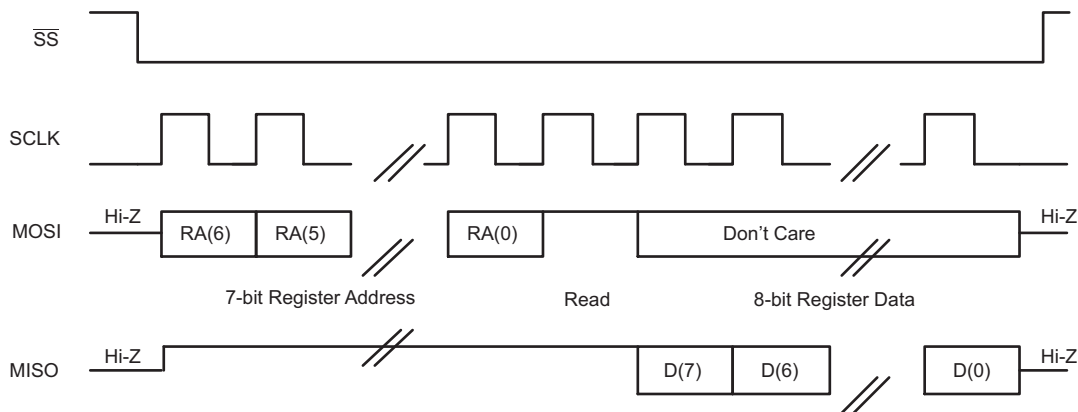 SS
SCLK
MOSI Hi-Z RA(6) RA(5) RA(0) Don't Care Hi-Z
7-bit Register Address Read 8-bit Register Data
MISO Hi-Z D(7) D(6) D(0) Hi-Z